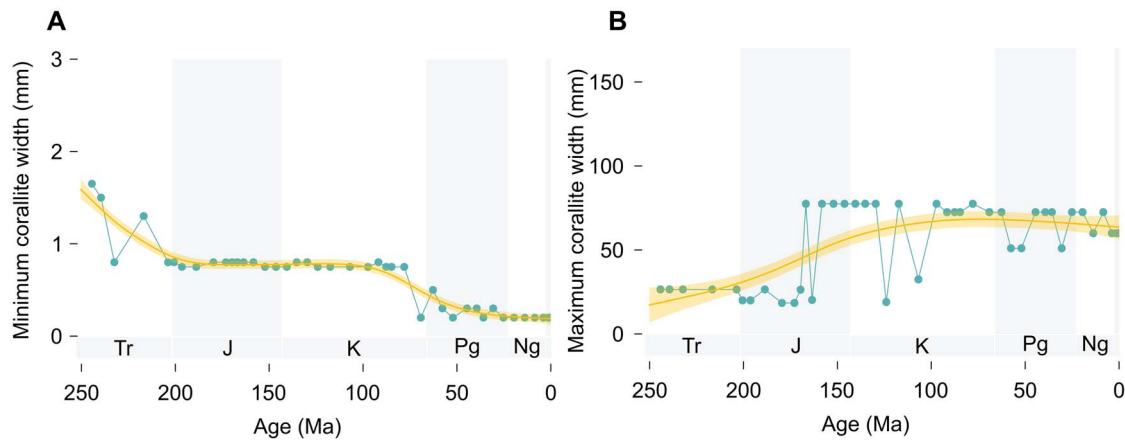 A
Minimum corallite width (mm)
3
2
1
0
Tr J K Pg Ng
250 200 150 100 50 0
Age (Ma)
B
Maximum corallite width (mm)
150
100
50
0
Tr J K Pg Ng
250 200 150 100 50 0
Age (Ma)